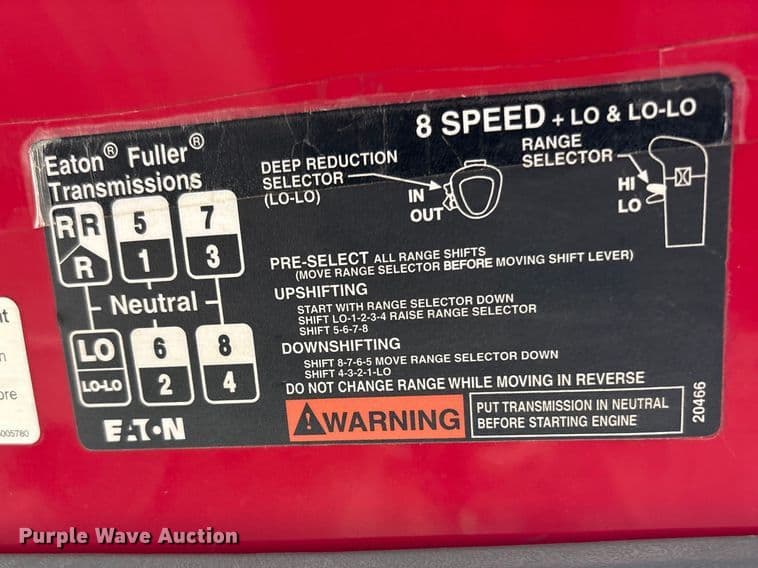 8 SPEED + LO & LO-LO
Eaton® Fuller®
Transmissions
R R 5 7
R 1 3
Neutral
LO 6 8
LO-LO 2 4
EATON
DEEP REDUCTION
SELECTOR
(LO-LO)
IN
OUT
RANGE
SELECTOR
HI
LO
PRE-SELECT ALL RANGE SHIFTS
(MOVE RANGE SELECTOR BEFORE MOVING SHIFT LEVER)
UPSHIFTING
START WITH RANGE SELECTOR DOWN
SHIFT LO-1-2-3-4 RAISE RANGE SELECTOR
SHIFT 5-6-7-8
DOWNSHIFTING
SHIFT 8-7-6-5 MOVE RANGE SELECTOR DOWN
SHIFT 4-3-2-1-LO
DO NOT CHANGE RANGE WHILE MOVING IN REVERSE
WARNING
PUT TRANSMISSION IN NEUTRAL
BEFORE STARTING ENGINE
20466
005780
Purple Wave Auction